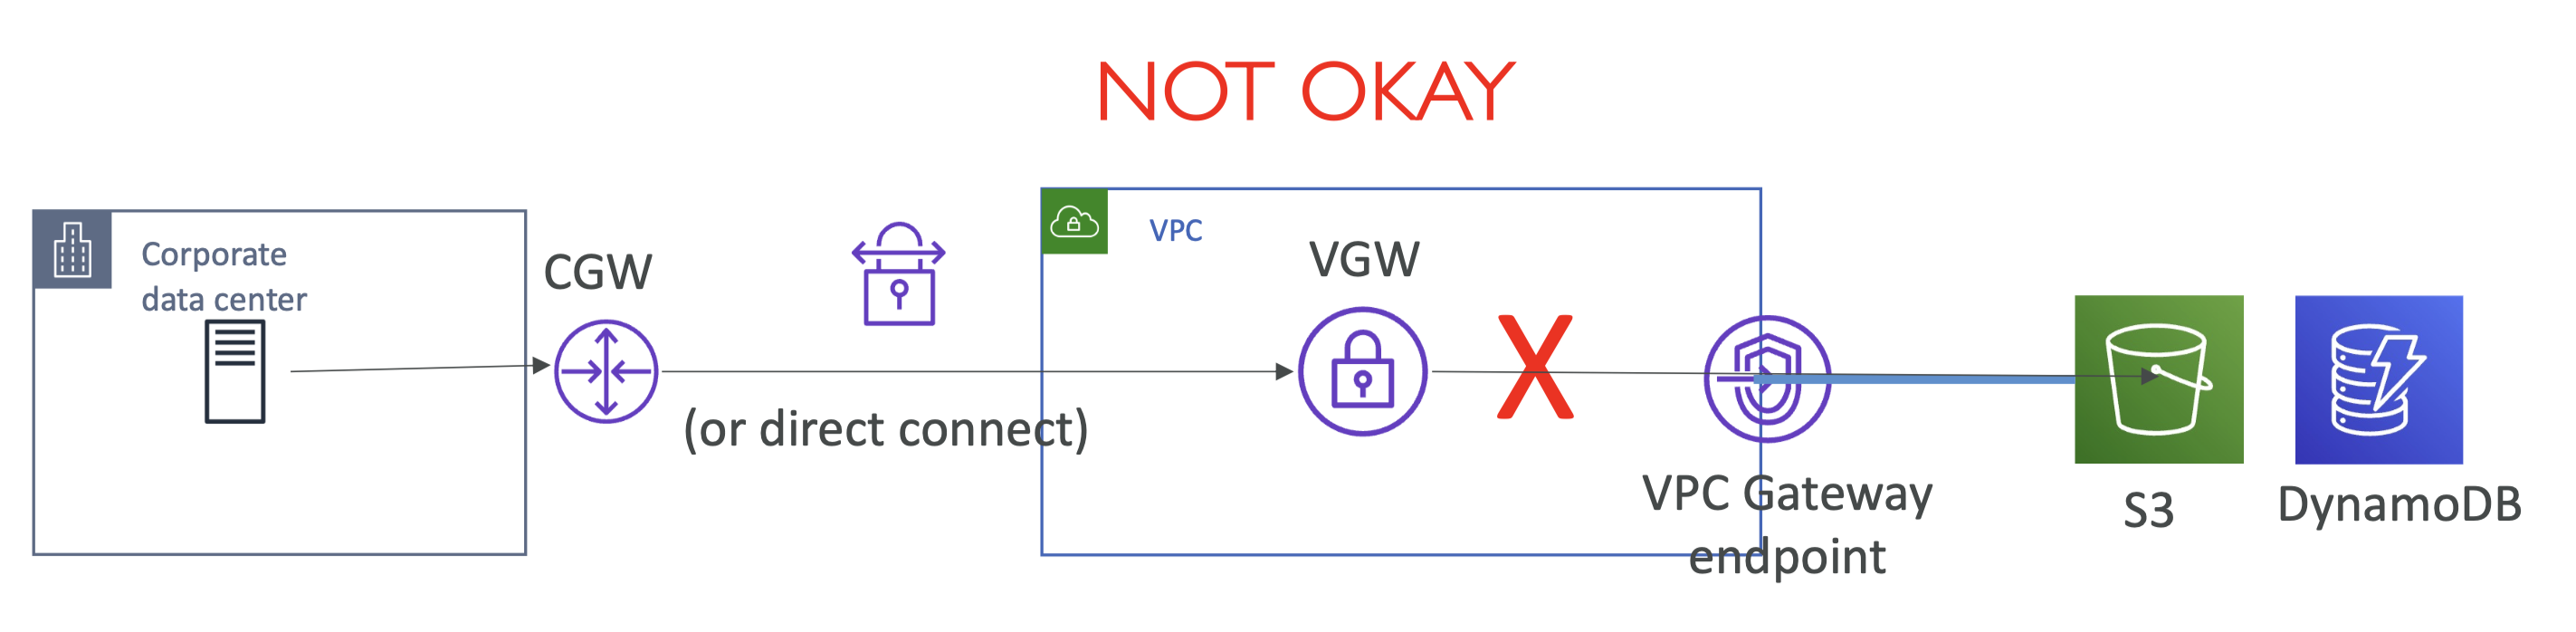 NOT OKAY
Corporate
data center
CGW
(or direct connect)
VPC
VGW
X
VPC Gateway
endpoint
S3
DynamoDB